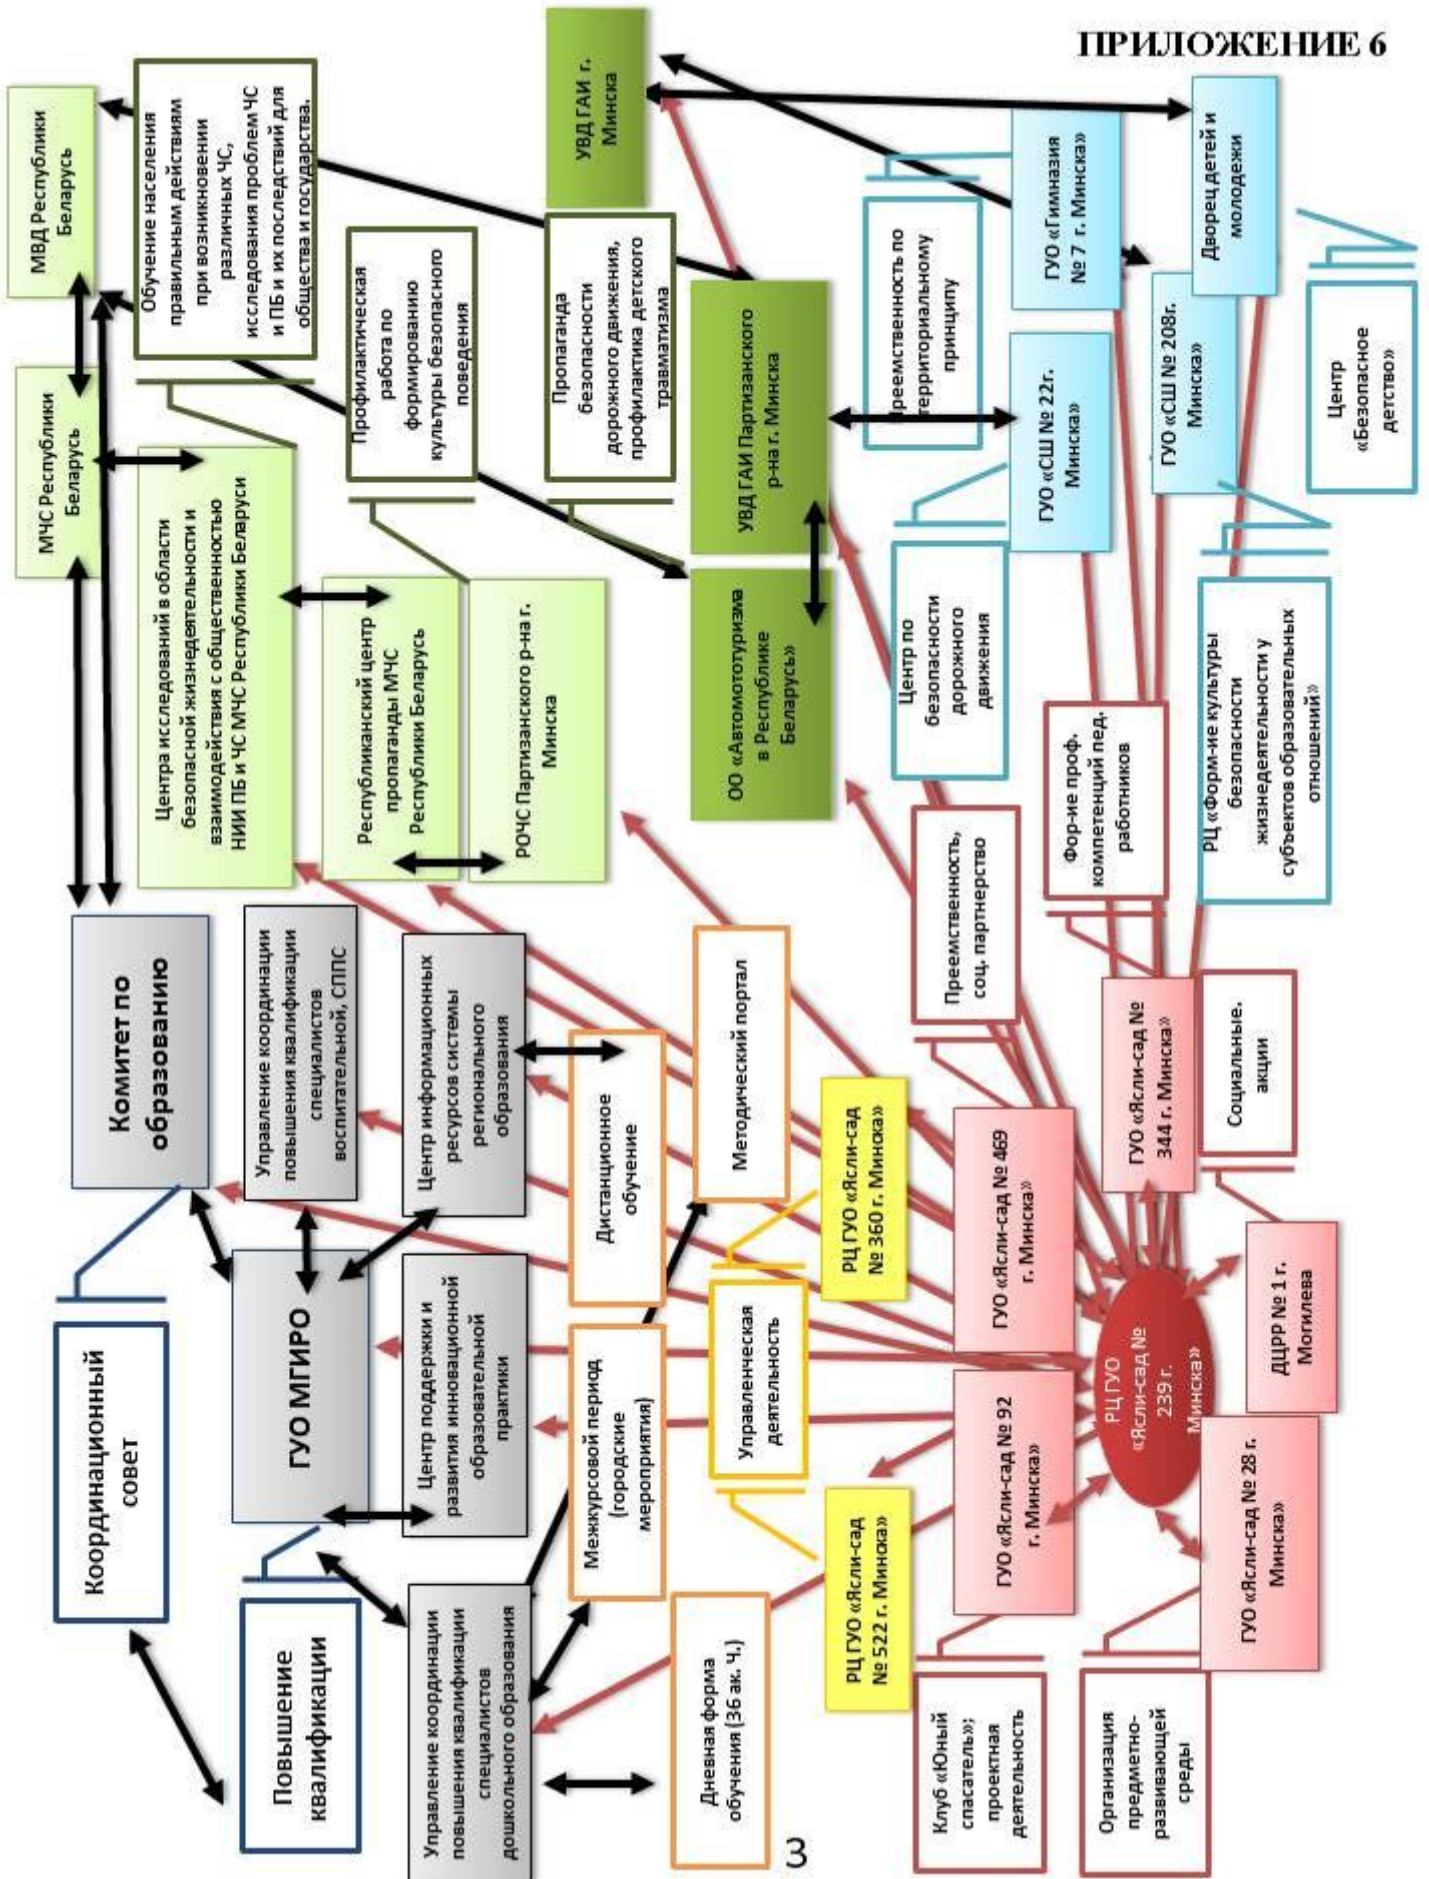 ПРИЛОЖЕНИЕ 6
Координационный
совет
Комитет по
образованию
МЧС Республики
Беларусь
МВД Республики
Беларусь
Повышение
квалификации
ГУО МГИРО
Управление координации
повышения квалификации
специалистов
воспитательной, СППС
Центра исследований в области
безопасной жизнедеятельности и
взаимодействия с общественностью
НИИ ПБ и ЧС МЧС Республики Беларуси
Обучение населения
правильным действиям
при возникновении
различных ЧС,
исследования проблем ЧС
и ПБ и их последствий для
общества и государства.
Управление координации
повышения квалификации
специалистов
дошкольного образования
Центр поддержки и
развития инновационной
образовательной
практики
Центр информационных
ресурсов системы
регионального
образования
Республиканский центр
пропаганды МЧС
Республики Беларусь
РОЧС Партизанского р-на г.
Минска
Профилактическая
работа по
формированию
культуры безопасного
поведения
Межкурсовой период
(городские
мероприятия)
Дистанционное
обучение
Пропаганда
безопасности
дорожного движения,
профилактика детского
травматизма
УВД ГАИ г.
Минска
Дневная форма
обучения (36 ак. Ч.)
Методический портал
ОО «Автомототуризма
в Республике
Беларусь»
УВД ГАИ Партизанского
р-на г. Минска
Управленческая
деятельность
РЦ ГУО «Ясли-сад
№ 522 г. Минска»
РЦ ГУО «Ясли-сад
№ 360 г. Минска»
Центр по
безопасности
дорожного
движения
Преемственность по
территориальному
принципу
Клуб «Юный
спасатель»;
проектная
деятельность
ГУО «Ясли-сад № 92
г. Минска»
ГУО «Ясли-сад № 469
г. Минска»
Преемственность,
соц. партнерство
ГУО «СШ № 22г.
Минска»
ГУО «Гимназия
№ 7 г. Минска»
Организация
предметно-
развивающей
среды
РЦ ГУО
«Ясли-сад №
239 г.
Минска»
ГУО «Ясли-сад №
344 г. Минска»
Фор-ие проф.
компетенций пед.
работников
ГУО «СШ № 208г.
Минска»
Дворец детей и
молодежи
ГУО «Ясли-сад № 28 г.
Минска»
ДЦРР № 1 г.
Могилева
Социальные.
акции
РЦ «Форм-ие культуры
безопасности
жизнедеятельности у
субъектов образовательных
отношений»
Центр
«Безопасное
детство»
3